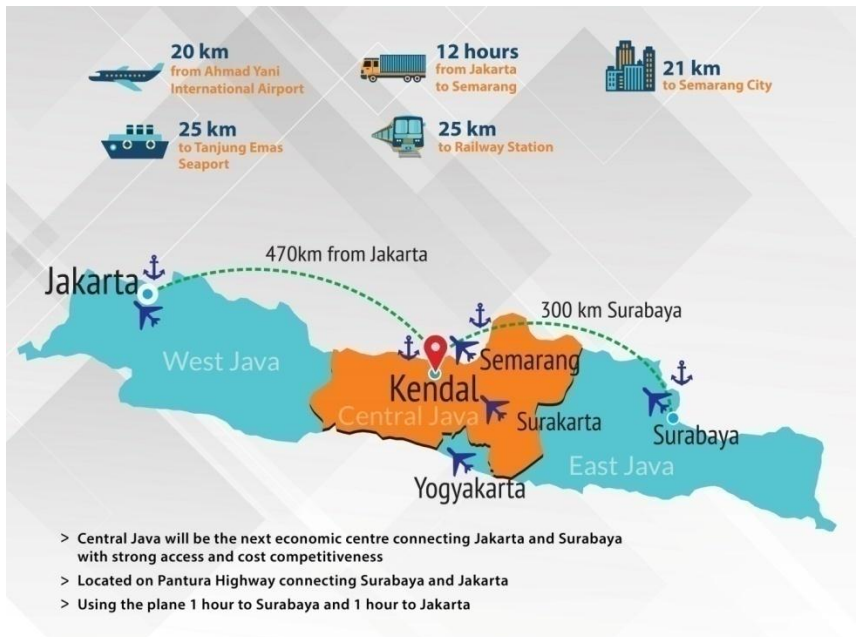 20 km
from Ahmad Yani
International Airport
12 hours
from Jakarta
to Semarang
21 km
to Semarang City
25 km
to Tanjung Emas
Seaport
25 km
to Railway Station
470km from Jakarta
Jakarta
300 km Surabaya
West Java
Semarang
Kendal
Central Java
Surakarta
Surabaya
East Java
Yogyakarta
> Central Java will be the next economic centre connecting Jakarta and Surabaya
with strong access and cost competitiveness
> Located on Pantura Highway connecting Surabaya and Jakarta
> Using the plane 1 hour to Surabaya and 1 hour to Jakarta